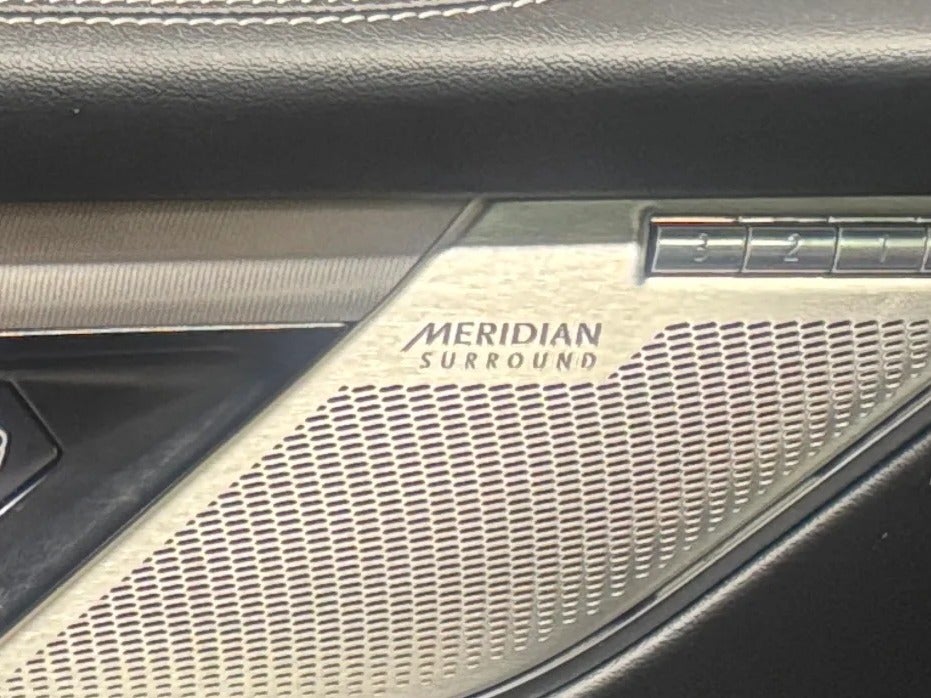 MERIDIAN
SURROUND
3 2 1